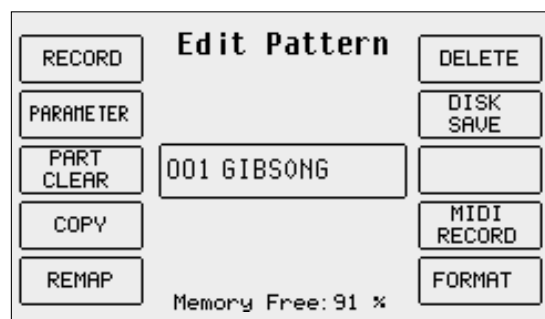 Edit Pattern
RECORD
DELETE
PARAMETER
DISK
SAVE
PART
CLEAR
001 GIBSONG
COPY
MIDI
RECORD
REMAP
FORMAT
Memory Free: 91 %